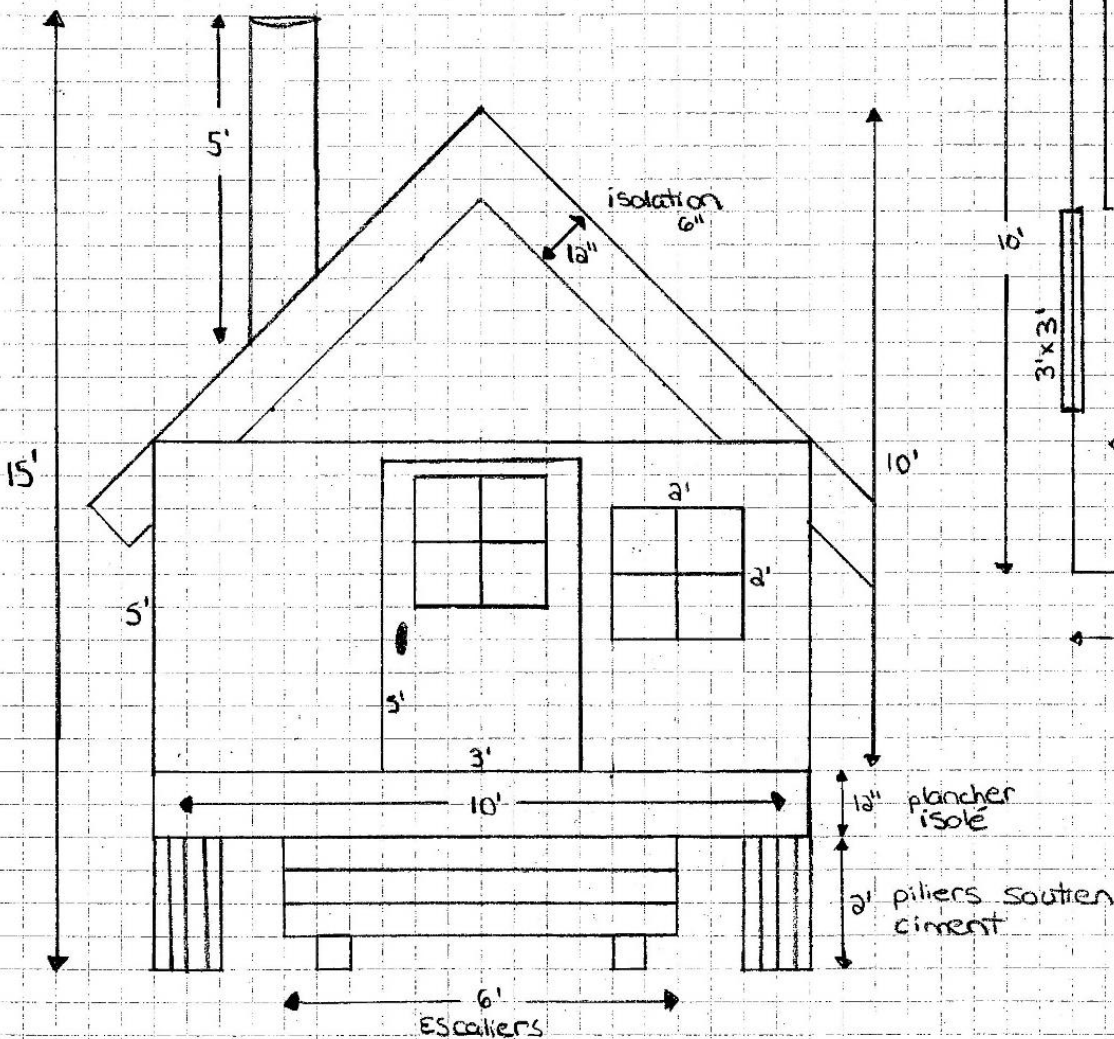 5'
isolation
6"
12"
10'
3'x3'
15'
10'
2'
2'
5'
5'
3'
10'
12" plancher
isolé
2' piliers soutien
ciment
6'
Escaliers